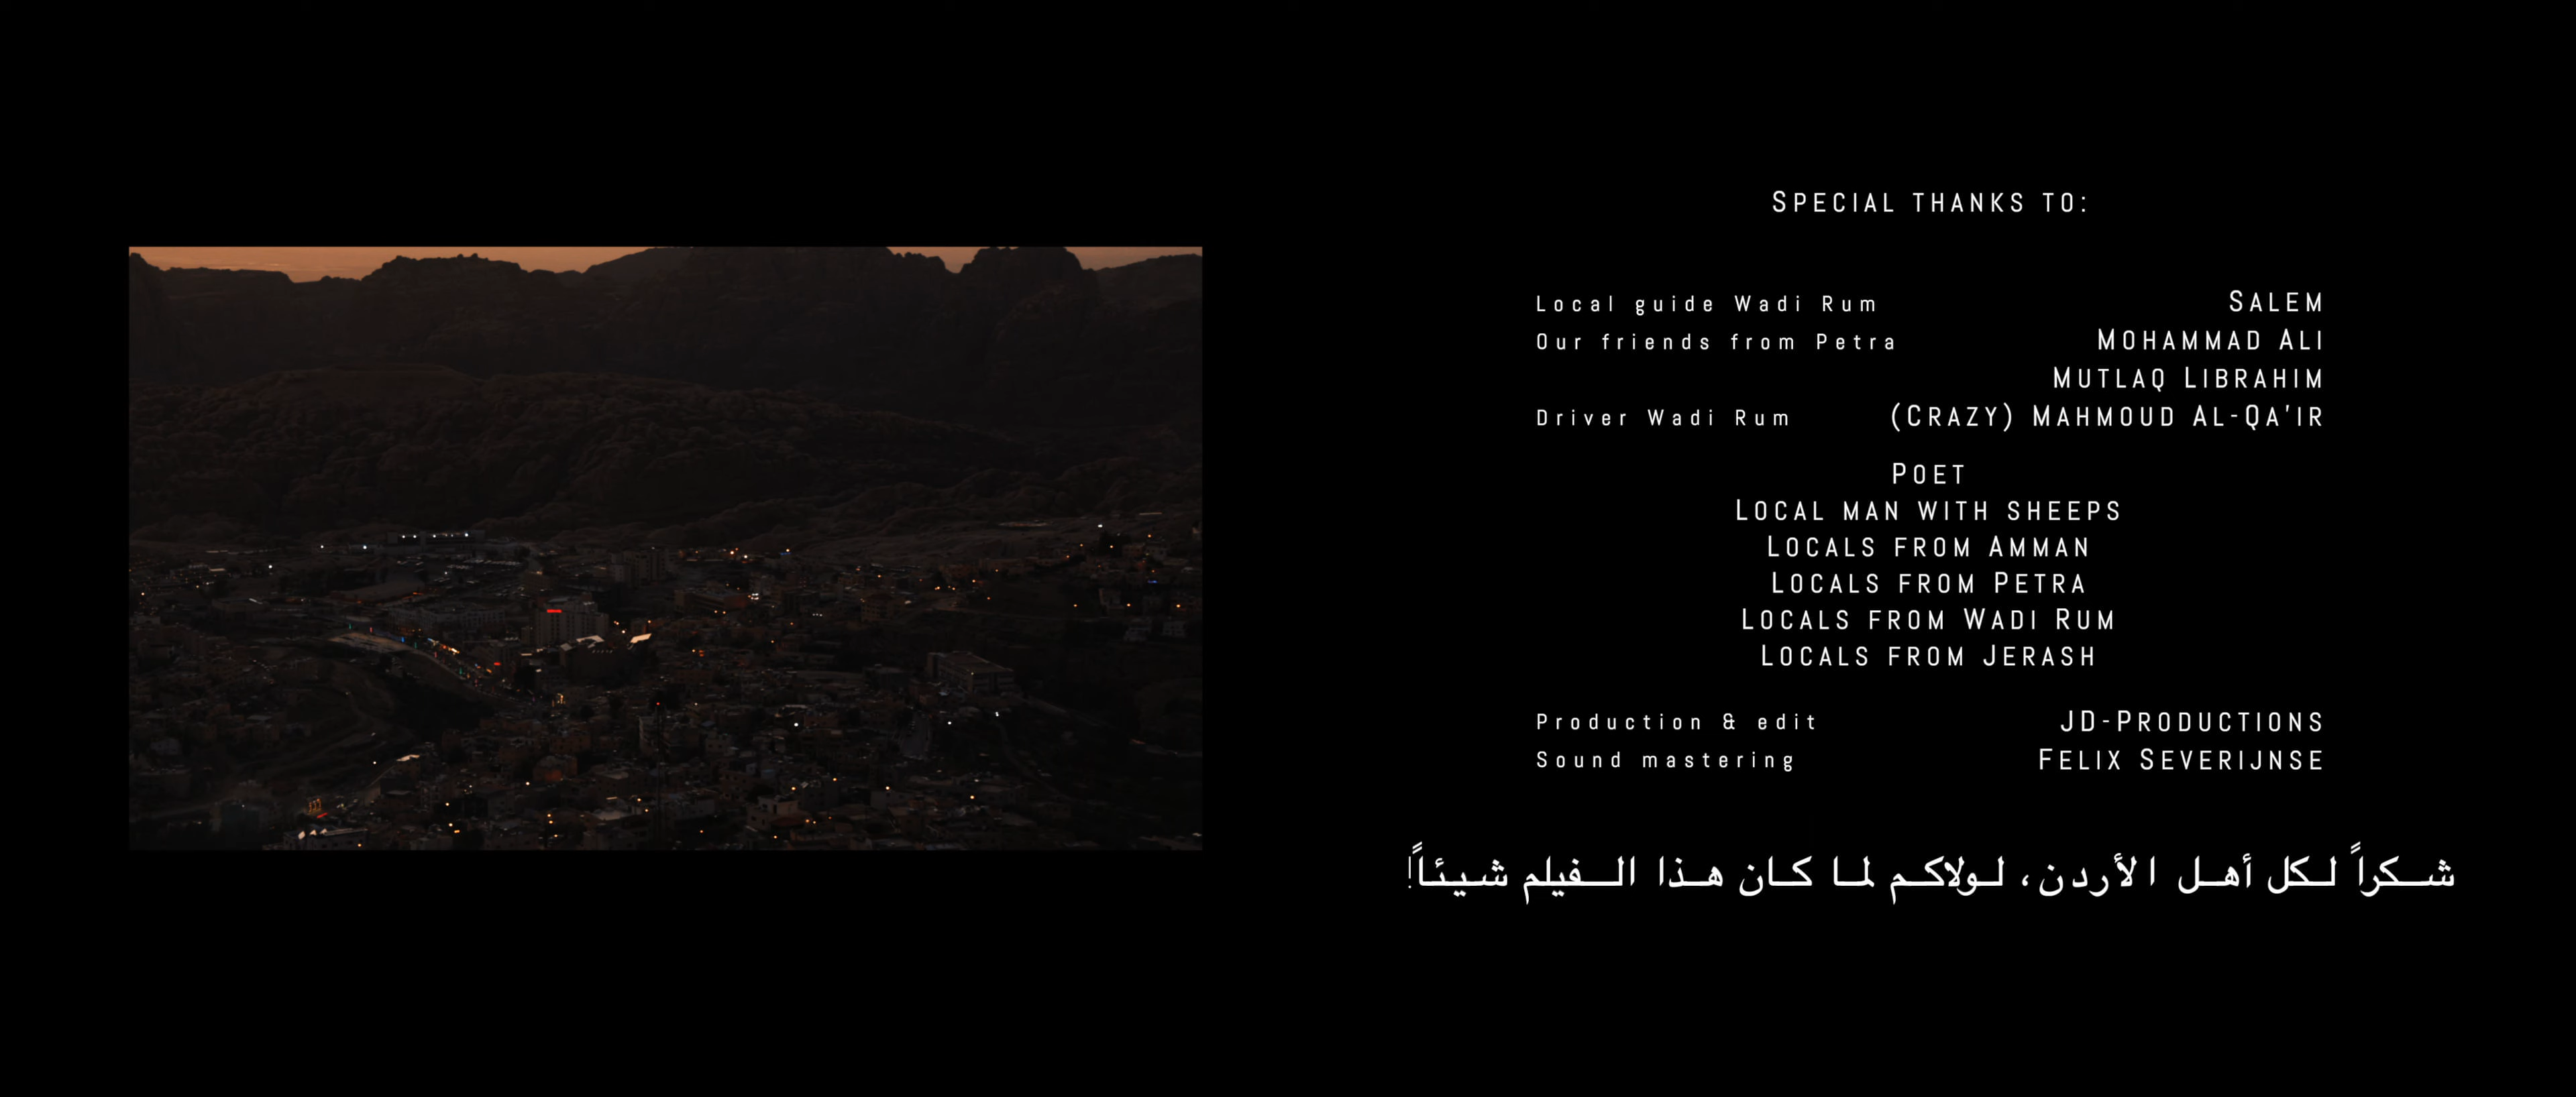 Special thanks to:
Local guide Wadi Rum Salem
Our friends from Petra Mohammad Ali
Mutlaq Librahim
Driver Wadi Rum (Crazy) Mahmoud Al-Qa'ir
Poet
Local man with sheeps
Locals from Amman
Locals from Petra
Locals from Wadi Rum
Locals from Jerash
Production & edit JD-Productions
Sound mastering Felix Severijnse
شكراً لكل أهل الأردن، لولاكم لما كان هذا الفيلم شيئاً!